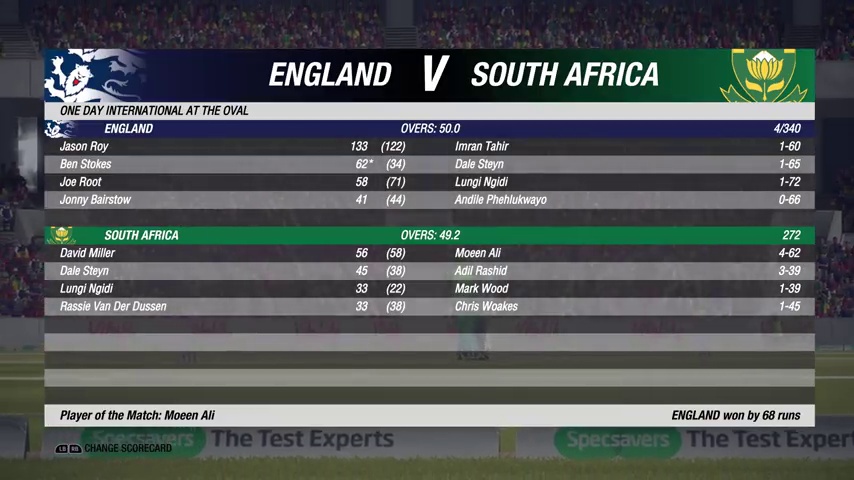 ENGLAND V SOUTH AFRICA
ONE DAY INTERNATIONAL AT THE OVAL
ENGLAND OVERS: 50.0 4/340
Jason Roy 133 (122) Imran Tahir 1-60
Ben Stokes 62* (34) Dale Steyn 1-65
Joe Root 58 (71) Lungi Ngidi 1-72
Jonny Bairstow 41 (44) Andile Phehlukwayo 0-66
SOUTH AFRICA OVERS: 49.2 272
David Miller 56 (58) Moeen Ali 4-62
Dale Steyn 45 (38) Adil Rashid 3-39
Lungi Ngidi 33 (22) Mark Wood 1-39
Rassie Van Der Dussen 33 (38) Chris Woakes 1-45
Player of the Match: Moeen Ali ENGLAND won by 68 runs
Specsavers The Test Experts Specsavers The Test Expert
LB RB CHANGE SCORECARD